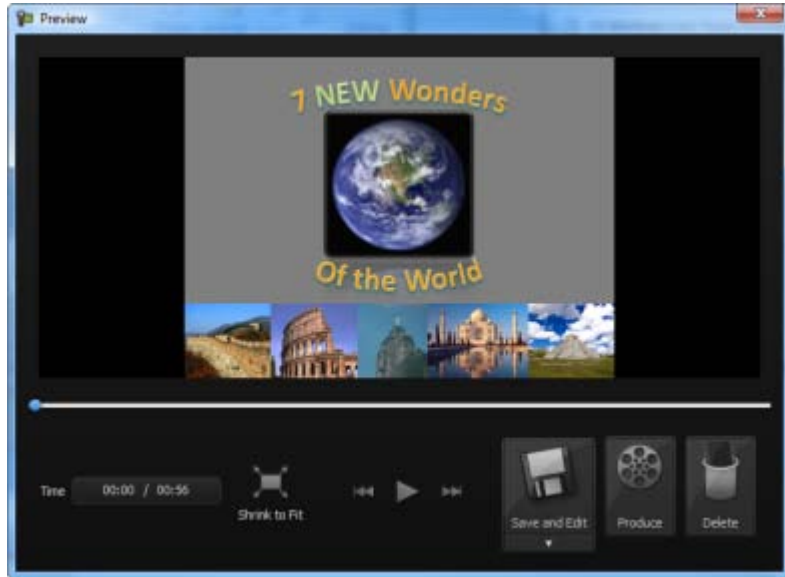 Preview
7 NEW Wonders
Of the World
Time 00:00 / 00:56
Shrink to Fit
Save and Edit
Produce
Delete